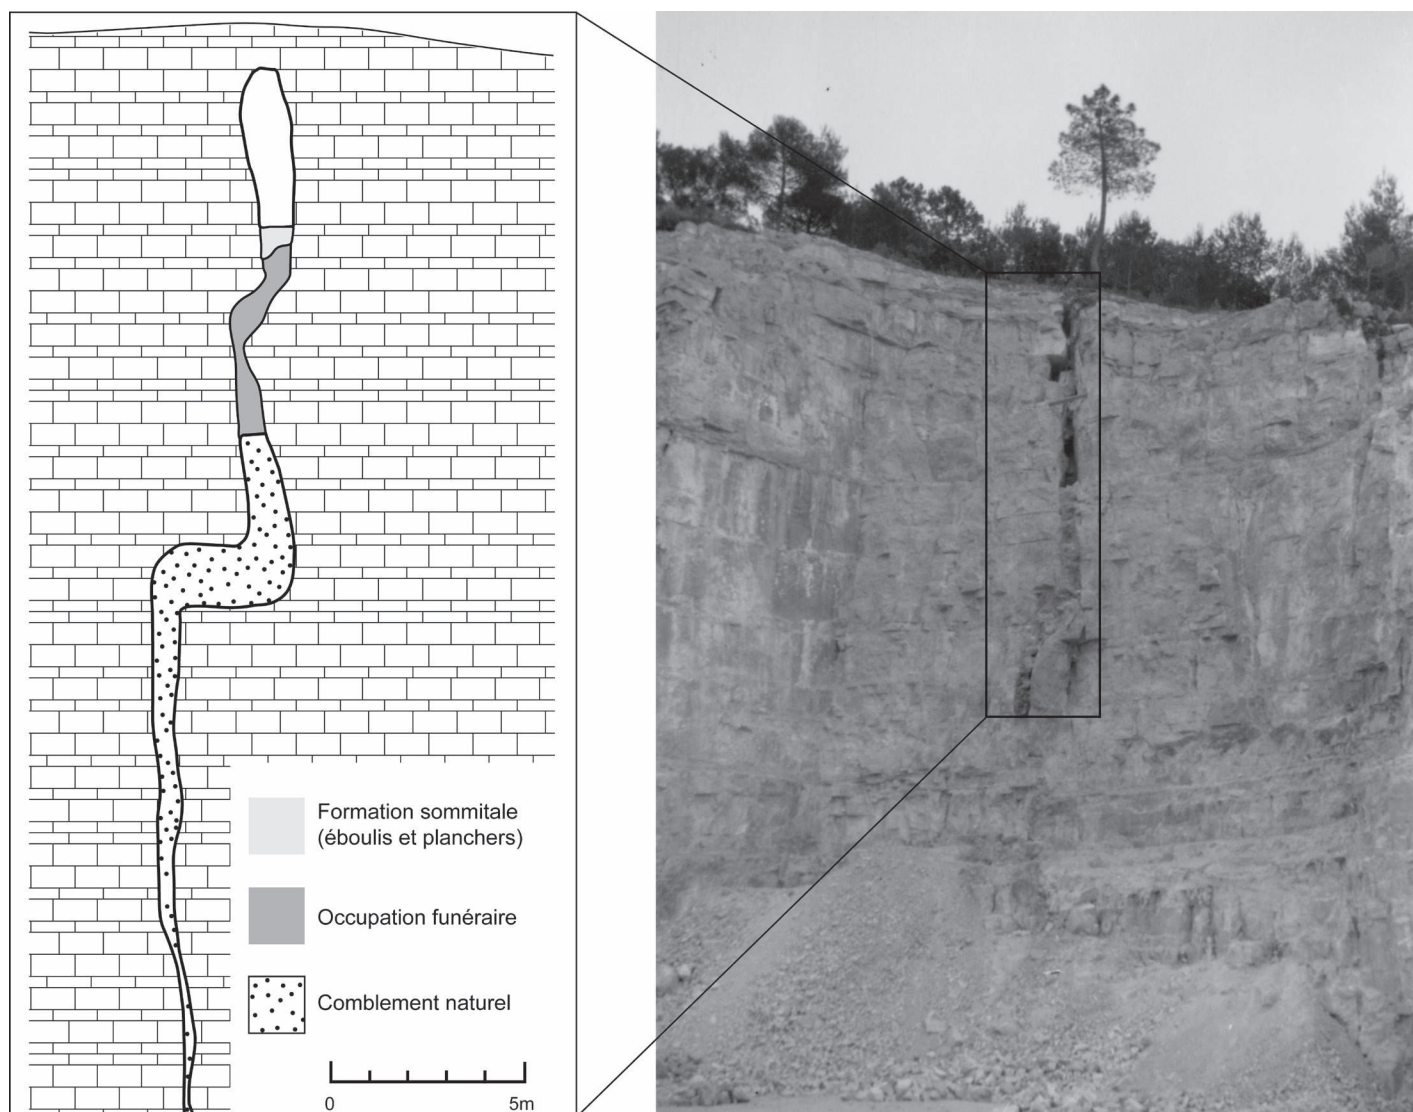 Formation sommitale
(éboulis et planchers)
Occupation funéraire
Comblement naturel
0 5m